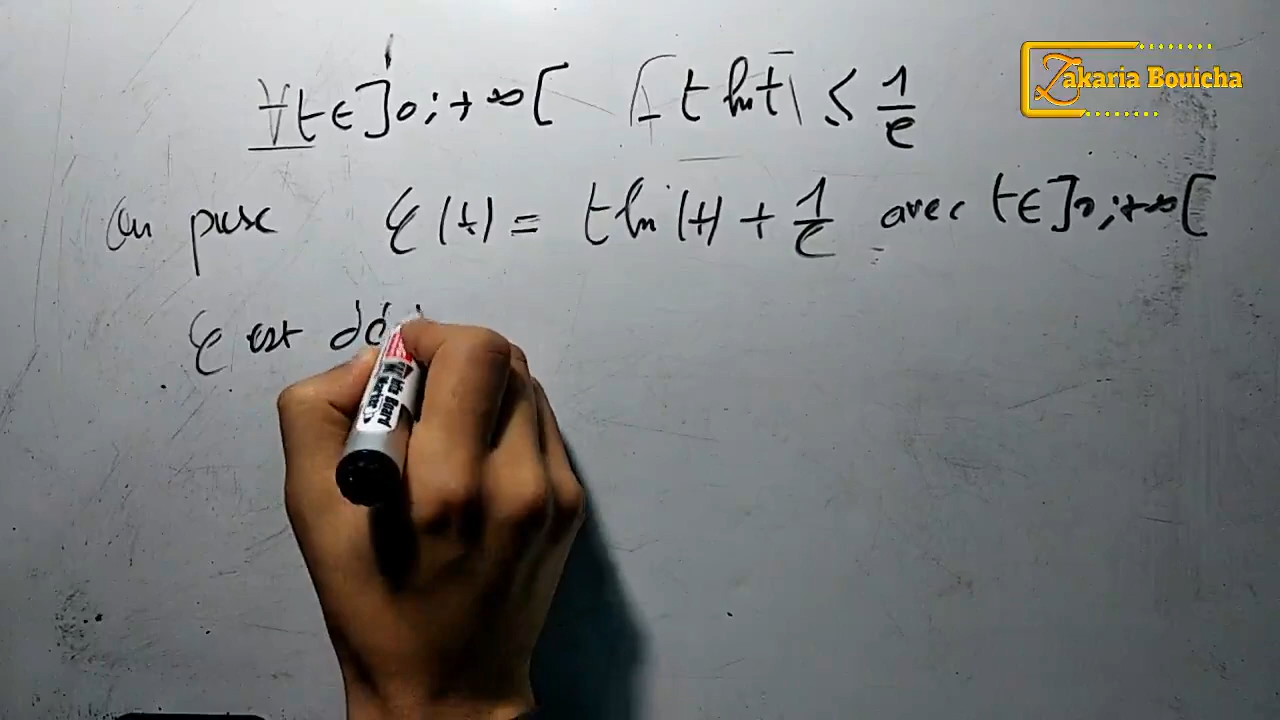 ∀t∈]0;+∞[ -t ln t ≤ 1/e
Zakaria Bouicha
On pose φ(t) = t ln(t) + 1/e avec t∈]0;+∞[
φ est dé